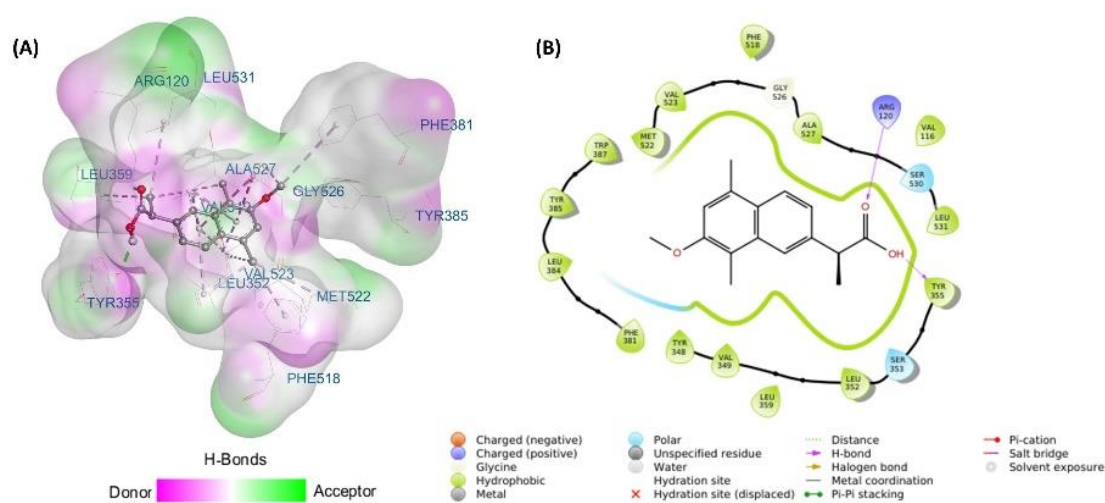 (A)
ARG120
LEU531
PHE381
LEU359
ALA527
GLY526
TYR385
VAL523
LEU352
MET522
TYR355
PHE518
H-Bonds
Donor
Acceptor
(B)
PHE
518
VAL
523
GLY
526
ARG
120
MET
522
ALA
527
VAL
116
TRP
387
SER
530
TYR
385
LEU
531
O
O
OH
LEU
384
TYR
355
PHE
381
TYR
348
VAL
349
SER
353
LEU
352
LEU
359
Charged (negative)
Charged (positive)
Glycine
Hydrophobic
Metal
Polar
Unspecified residue
Water
Hydration site
Hydration site (displaced)
Distance
H-bond
Halogen bond
Metal coordination
Pi-Pi stacking
Pi-cation
Salt bridge
Solvent exposure